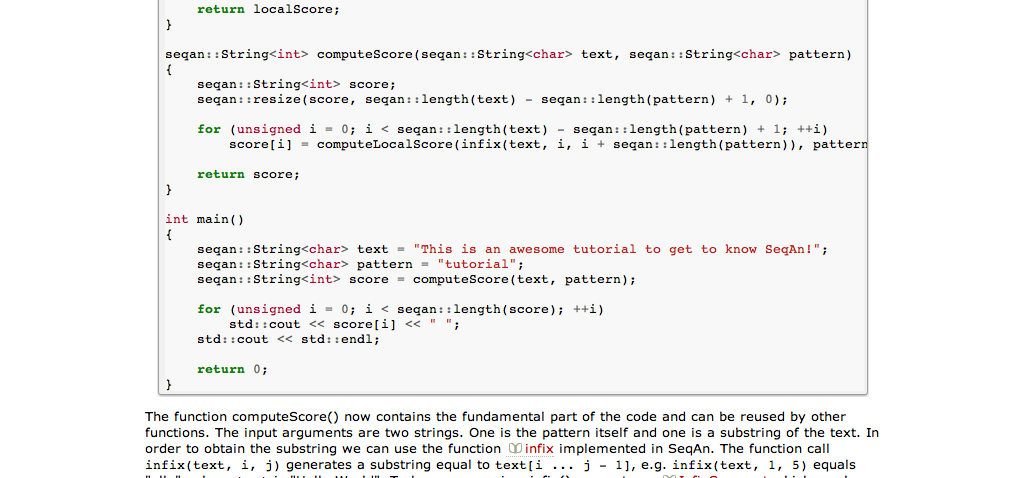 return localScore;
}
seqan::String<int> computeScore(seqan::String<char> text, seqan::String<char> pattern)
{
seqan::String<int> score;
seqan::resize(score, seqan::length(text) - seqan::length(pattern) + 1, 0);
for (unsigned i = 0; i < seqan::length(text) - seqan::length(pattern) + 1; ++i)
score[i] = computeLocalScore(infix(text, i, i + seqan::length(pattern)), pattern
return score;
}
int main()
{
seqan::String<char> text = "This is an awesome tutorial to get to know SeqAn!";
seqan::String<char> pattern = "tutorial";
seqan::String<int> score = computeScore(text, pattern);
for (unsigned i = 0; i < seqan::length(score); ++i)
std::cout << score[i] << " ";
std::cout << std::endl;
return 0;
}
The function computeScore() now contains the fundamental part of the code and can be reused by other
functions. The input arguments are two strings. One is the pattern itself and one is a substring of the text. In
order to obtain the substring we can use the function infix implemented in SeqAn. The function call
infix(text, i, j) generates a substring equal to text[i ... j - 1], e.g. infix(text, 1, 5) equals